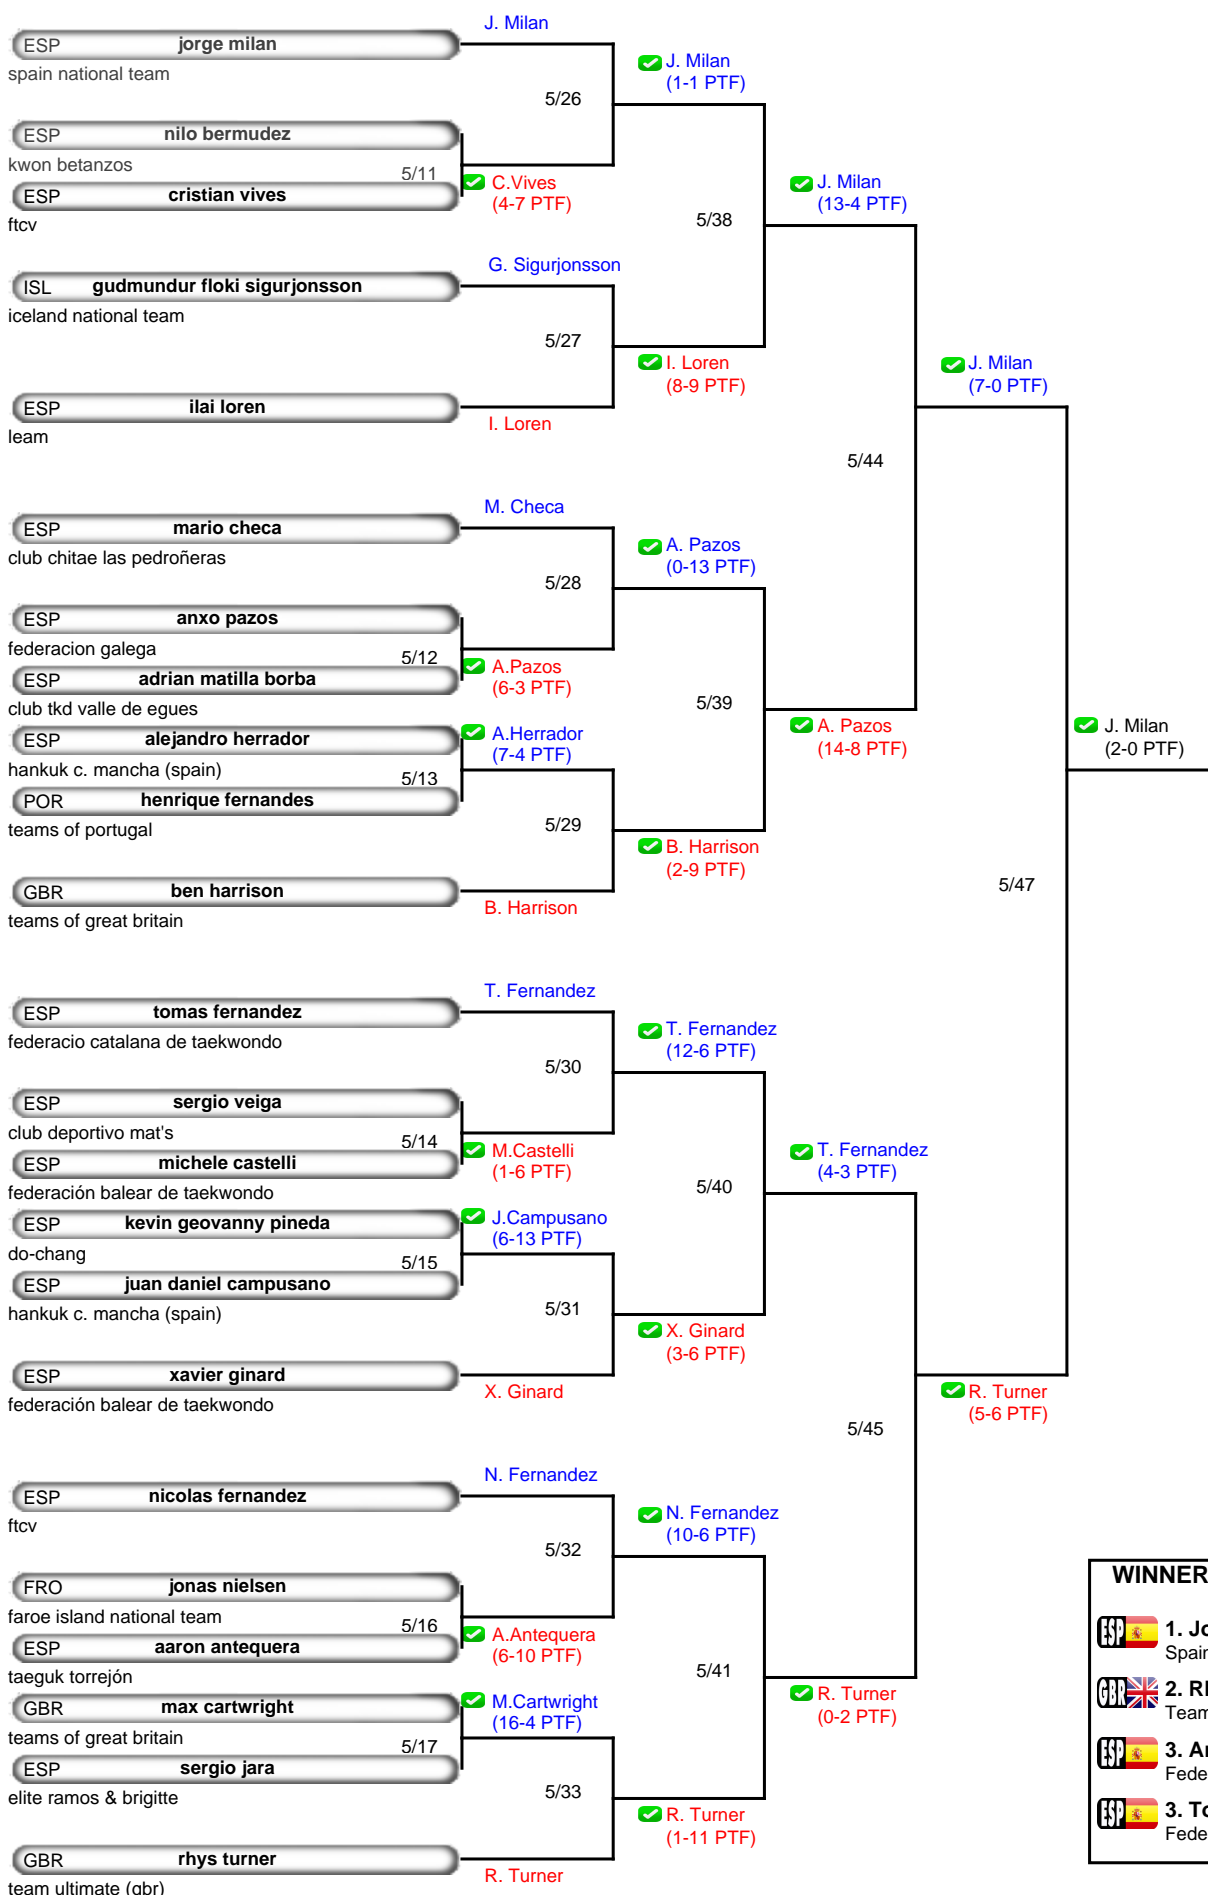 J. Milan
ESP jorge milan
spain national team
J. Milan
(1-1 PTF)
5/26
ESP nilo bermudez
kwon betanzos
5/11
ESP cristian vives
ftcv
C.Vives
(4-7 PTF)
J. Milan
(13-4 PTF)
5/38
G. Sigurjonsson
ISL gudmundur floki sigurjonsson
iceland national team
5/27
I. Loren
(8-9 PTF)
J. Milan
(7-0 PTF)
ESP ilai loren
leam
I. Loren
5/44
M. Checa
ESP mario checa
club chitae las pedroñeras
A. Pazos
(0-13 PTF)
5/28
ESP anxo pazos
federacion galega
5/12
ESP adrian matilla borba
club tkd valle de egues
A.Pazos
(6-3 PTF)
5/39
ESP alejandro herrador
hankuk c. mancha (spain)
A.Herrador
(7-4 PTF)
A. Pazos
(14-8 PTF)
J. Milan
(2-0 PTF)
5/13
POR henrique fernandes
teams of portugal
5/29
B. Harrison
(2-9 PTF)
GBR ben harrison
teams of great britain
B. Harrison
5/47
T. Fernandez
ESP tomas fernandez
federacio catalana de taekwondo
T. Fernandez
(12-6 PTF)
5/30
ESP sergio veiga
club deportivo mat's
5/14
ESP michele castelli
federación balear de taekwondo
M.Castelli
(1-6 PTF)
T. Fernandez
(4-3 PTF)
5/40
ESP kevin geovanny pineda
do-chang
J.Campusano
(6-13 PTF)
5/15
ESP juan daniel campusano
hankuk c. mancha (spain)
5/31
X. Ginard
(3-6 PTF)
ESP xavier ginard
federación balear de taekwondo
X. Ginard
R. Turner
(5-6 PTF)
5/45
N. Fernandez
ESP nicolas fernandez
ftcv
N. Fernandez
(10-6 PTF)
5/32
FRO jonas nielsen
faroe island national team
5/16
ESP aaron antequera
taeguk torrejón
A.Antequera
(6-10 PTF)
5/41
GBR max cartwright
teams of great britain
M.Cartwright
(16-4 PTF)
R. Turner
(0-2 PTF)
5/17
ESP sergio jara
elite ramos & brigitte
5/33
R. Turner
(1-11 PTF)
GBR rhys turner
team ultimate (gbr)
R. Turner
WINNER
ESP 1. Jo
Spain
GBR 2. R
Team
ESP 3. A
Fede
ESP 3. To
Fede